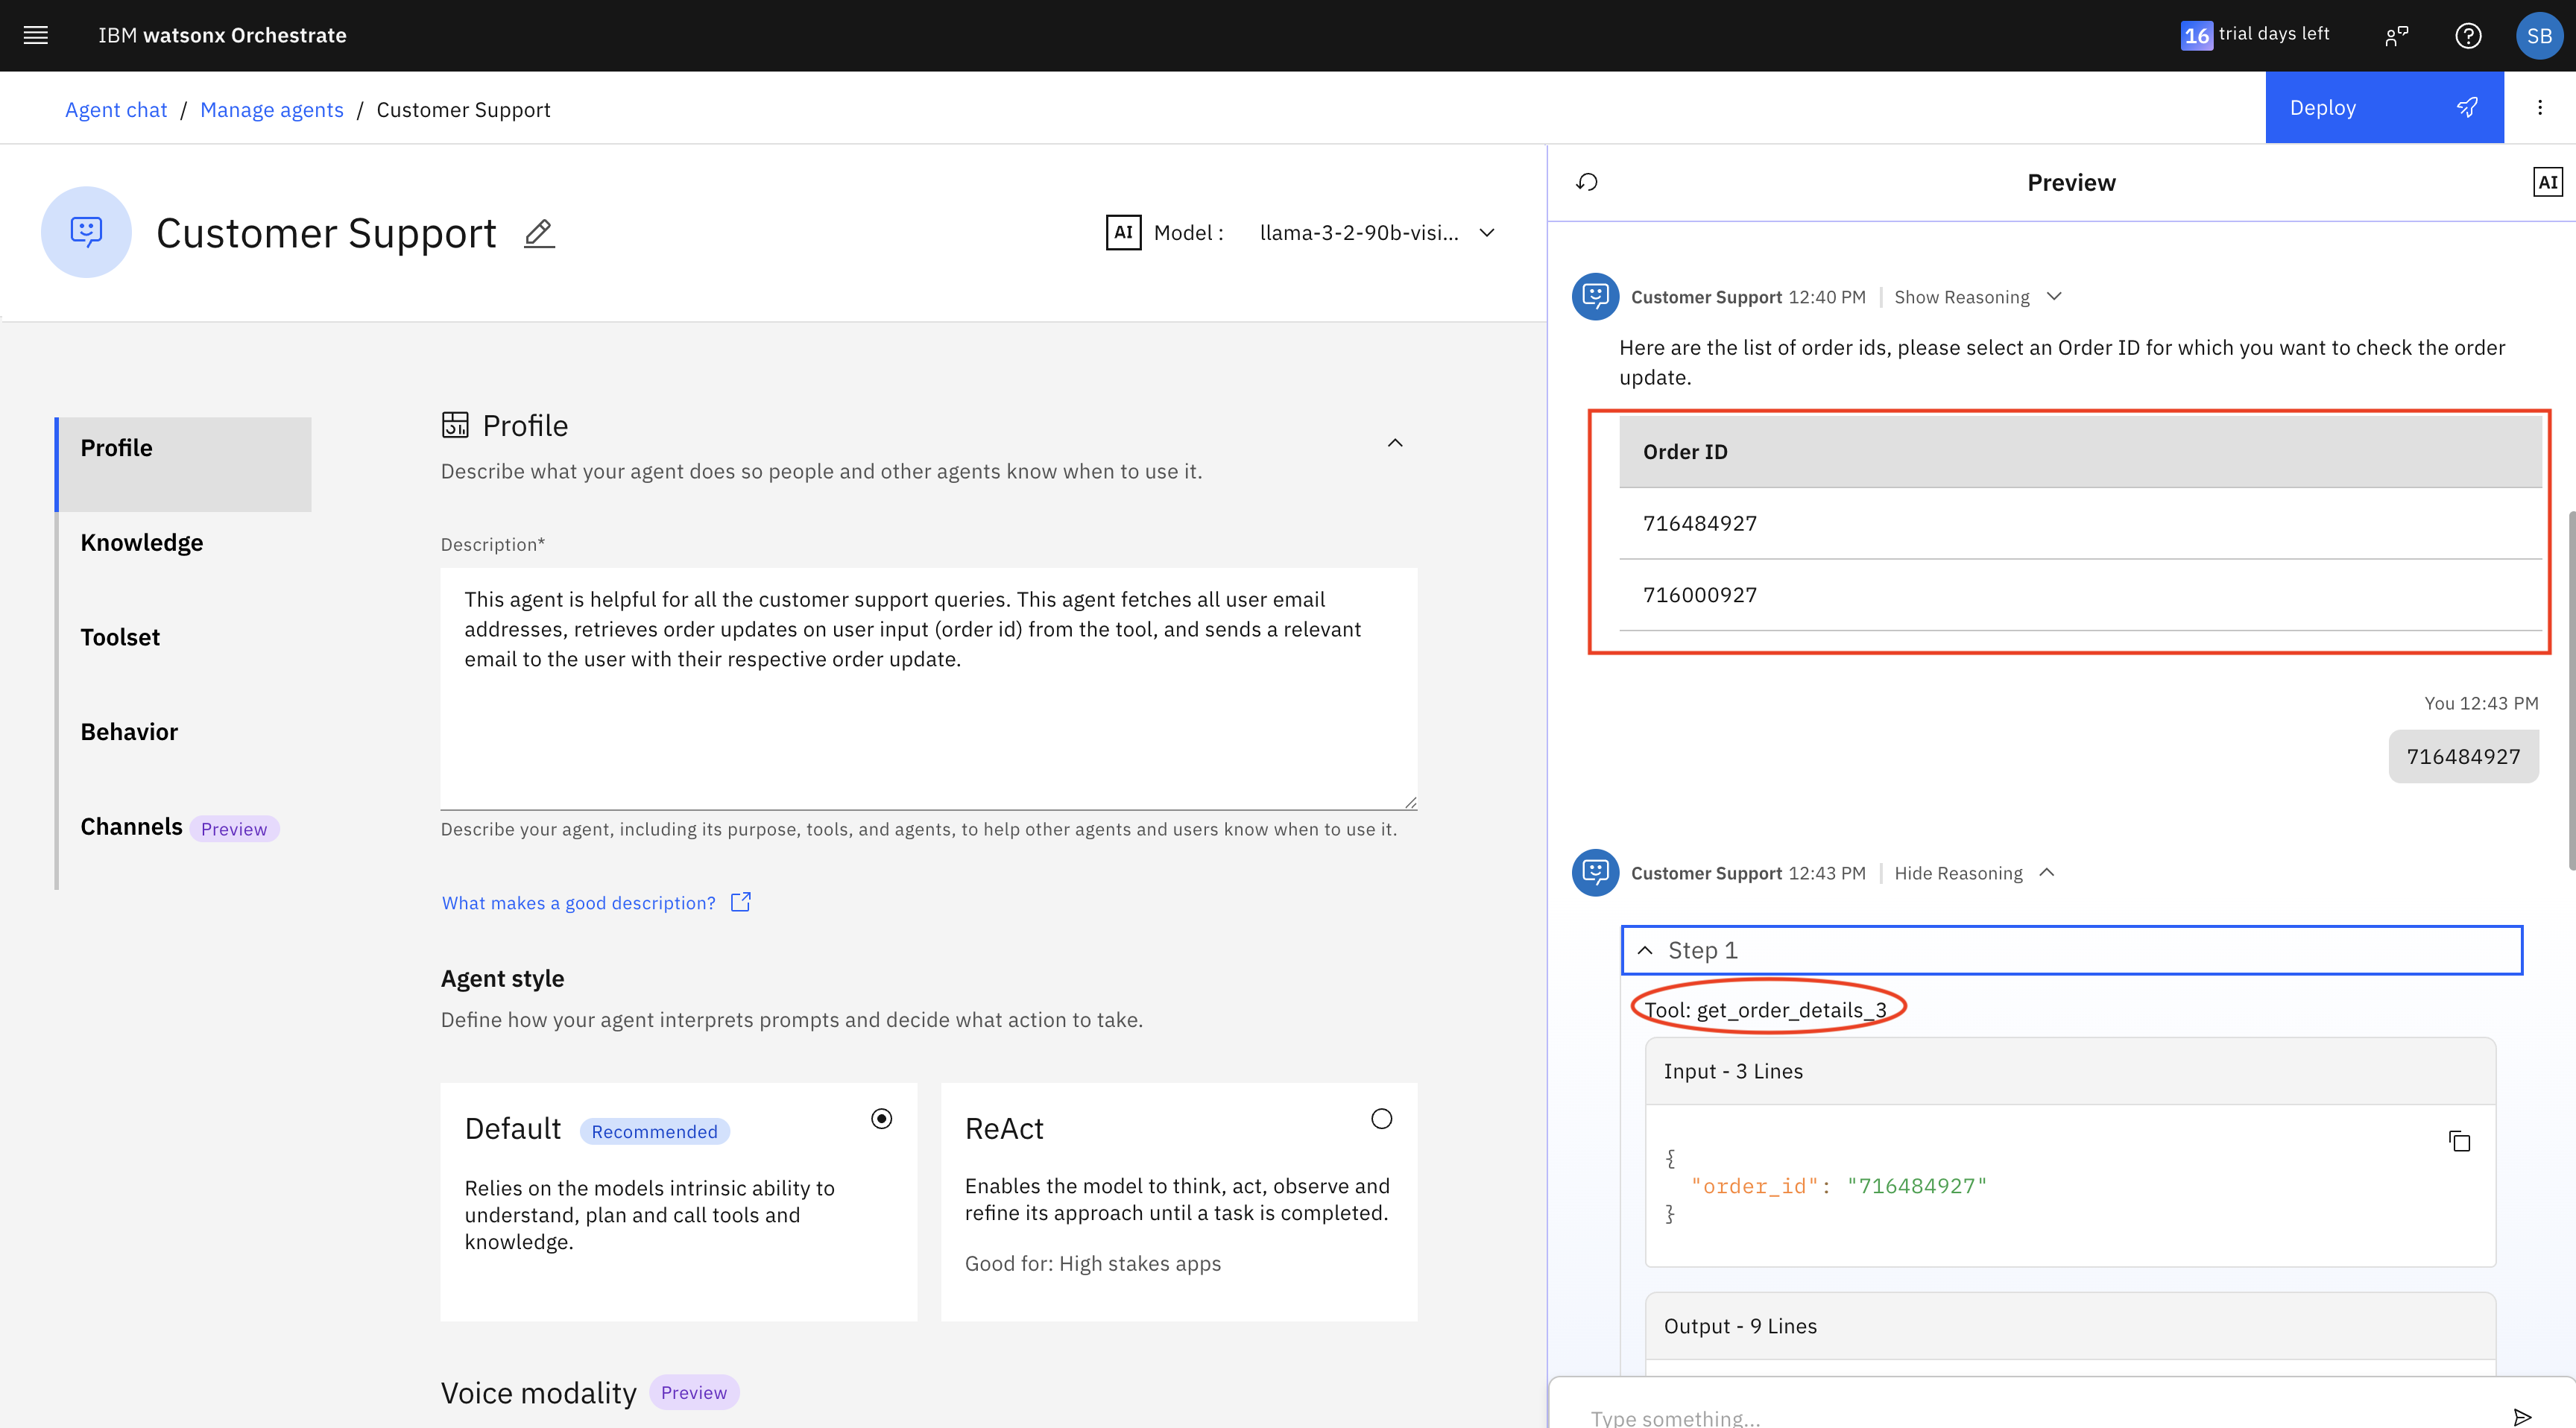 IBM watsonx Orchestrate
16 trial days left
SB
Agent chat / Manage agents / Customer Support
Deploy
Customer Support
AI Model : llama-3-2-90b-visi...
Profile
Knowledge
Toolset
Behavior
Channels Preview
Profile
Describe what your agent does so people and other agents know when to use it.
Description*
This agent is helpful for all the customer support queries. This agent fetches all user email
addresses, retrieves order updates on user input (order id) from the tool, and sends a relevant
email to the user with their respective order update.
Describe your agent, including its purpose, tools, and agents, to help other agents and users know when to use it.
What makes a good description?
Agent style
Define how your agent interprets prompts and decide what action to take.
Default Recommended
Relies on the models intrinsic ability to
understand, plan and call tools and
knowledge.
ReAct
Enables the model to think, act, observe and
refine its approach until a task is completed.
Good for: High stakes apps
Voice modality Preview
Preview
AI
Customer Support 12:40 PM | Show Reasoning
Here are the list of order ids, please select an Order ID for which you want to check the order
update.
Order ID
716484927
716000927
You 12:43 PM
716484927
Customer Support 12:43 PM | Hide Reasoning
Step 1
Tool: get_order_details_3
Input - 3 Lines
{
"order_id": "716484927"
}
Output - 9 Lines
Type something...